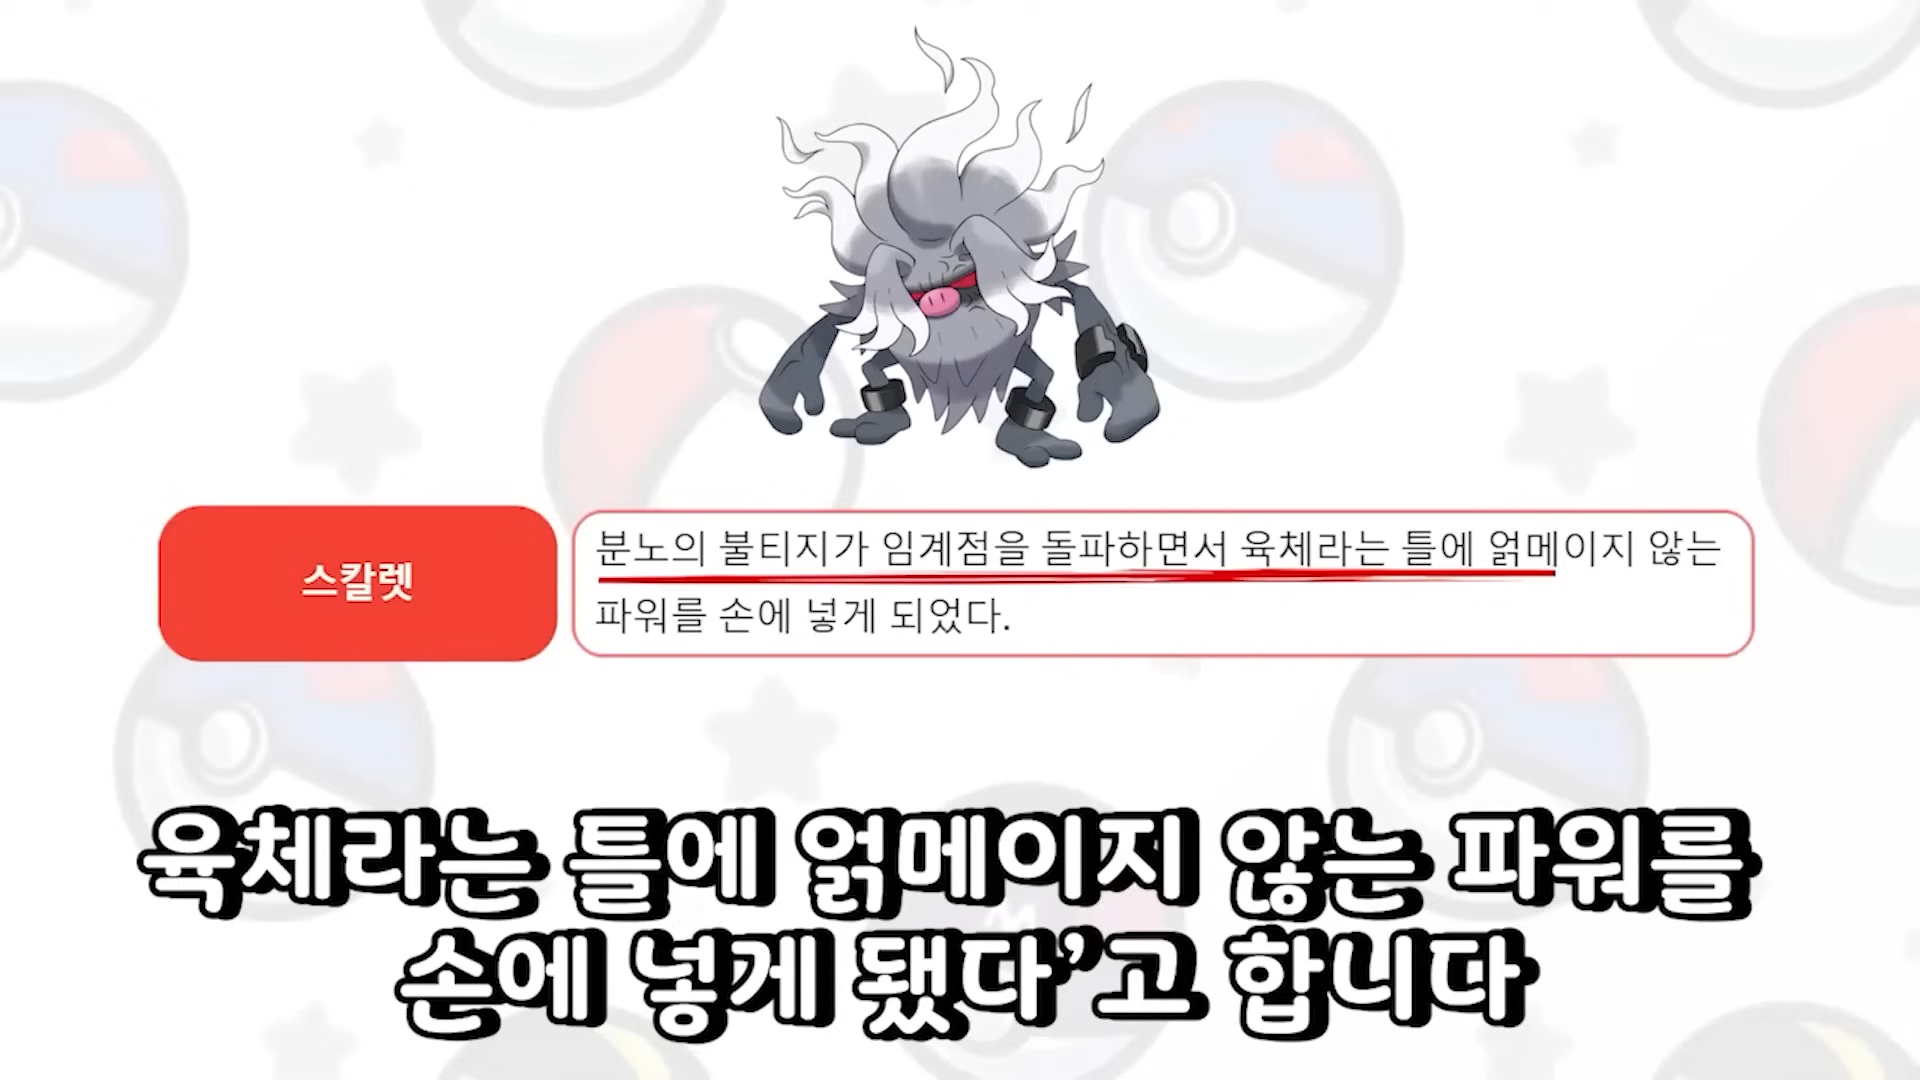 스칼렛
분노의 불티지가 임계점을 돌파하면서 육체라는 틀에 얽메이지 않는
파워를 손에 넣게 되었다.
육체라는 틀에 얽메이지 않는 파워를
손에 넣게 됐다’고 합니다